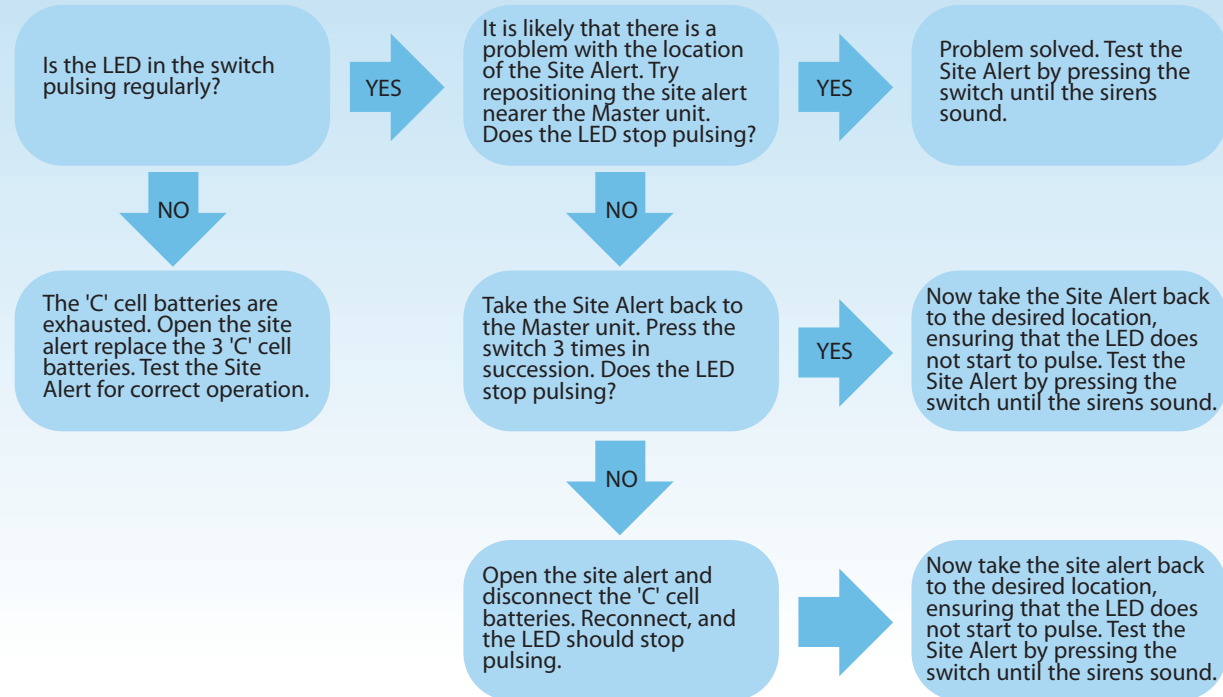 Is the LED in the switch
pulsing regularly?
YES
It is likely that there is a
problem with the location
of the Site Alert. Try
repositioning the site alert
nearer the Master unit.
Does the LED stop pulsing?
YES
Problem solved. Test the
Site Alert by pressing the
switch until the sirens
sound.
NO
NO
The 'C' cell batteries are
exhausted. Open the site
alert replace the 3 'C' cell
batteries. Test the Site
Alert for correct operation.
Take the Site Alert back to
the Master unit. Press the
switch 3 times in
succession. Does the LED
stop pulsing?
YES
Now take the Site Alert back
to the desired location,
ensuring that the LED does
not start to pulse. Test the
Site Alert by pressing the
switch until the sirens sound.
NO
Open the site alert and
disconnect the 'C' cell
batteries. Reconnect, and
the LED should stop
pulsing.
Now take the site alert back
to the desired location,
ensuring that the LED does
not start to pulse. Test the
Site Alert by pressing the
switch until the sirens sound.